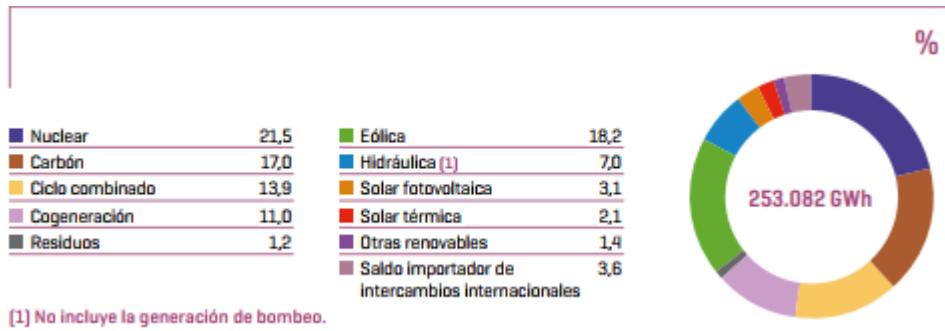 %
Nuclear 21,5
Carbón 17,0
Ciclo combinado 13,9
Cogeneración 11,0
Residuos 1,2
Eólica 18,2
Hidráulica (1) 7,0
Solar fotovoltaica 3,1
Solar térmica 2,1
Otras renovables 1,4
Saldo importador de 3,6
intercambios internacionales
253.082 GWh
(1) No incluye la generación de bombeo.